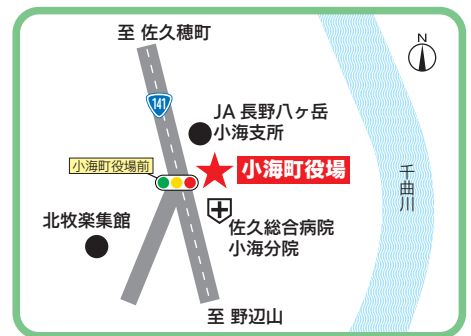 至 佐久穂町
N
141
JA 長野八ヶ岳
小海支所
小海町役場前
小海町役場
千曲川
北牧楽集館
佐久総合病院
小海分院
至 野辺山